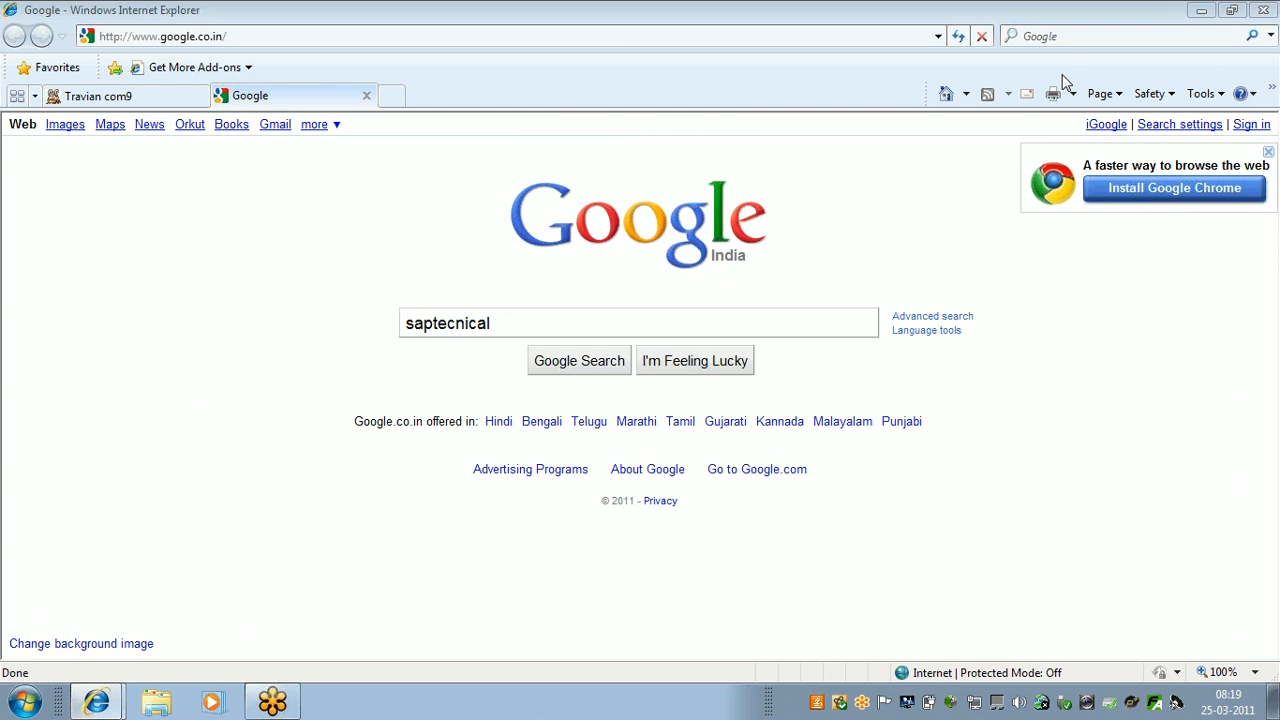 Google - Windows Internet Explorer
http://www.google.co.in/
Google
Favorites
Get More Add-ons
Travian com9
Google
Page
Safety
Tools
Web Images Maps News Orkut Books Gmail more
iGoogle | Search settings | Sign in
A faster way to browse the web
Install Google Chrome
Google
India
saptecnical
Advanced search
Language tools
Google Search
I'm Feeling Lucky
Google.co.in offered in: Hindi Bengali Telugu Marathi Tamil Gujarati Kannada Malayalam Punjabi
Advertising Programs About Google Go to Google.com
© 2011 - Privacy
Change background image
Done
Internet | Protected Mode: Off
100%
08:19
25-03-2011